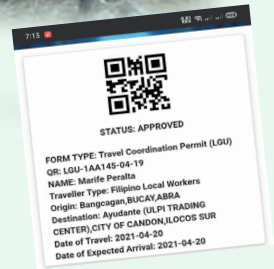 7:13
STATUS: APPROVED
FORM TYPE: Travel Coordination Permit (LGU)
QR: LGU-1AA145-04-19
NAME: Marife Peralta
Traveller Type: Filipino Local Workers
Origin: Bangcagan,BUCAY,ABRA
Destination: Ayudante (ULPI TRADING
CENTER),CITY OF CANDON,ILOCOS SUR
Date of Travel: 2021-04-20
Date of Expected Arrival: 2021-04-20